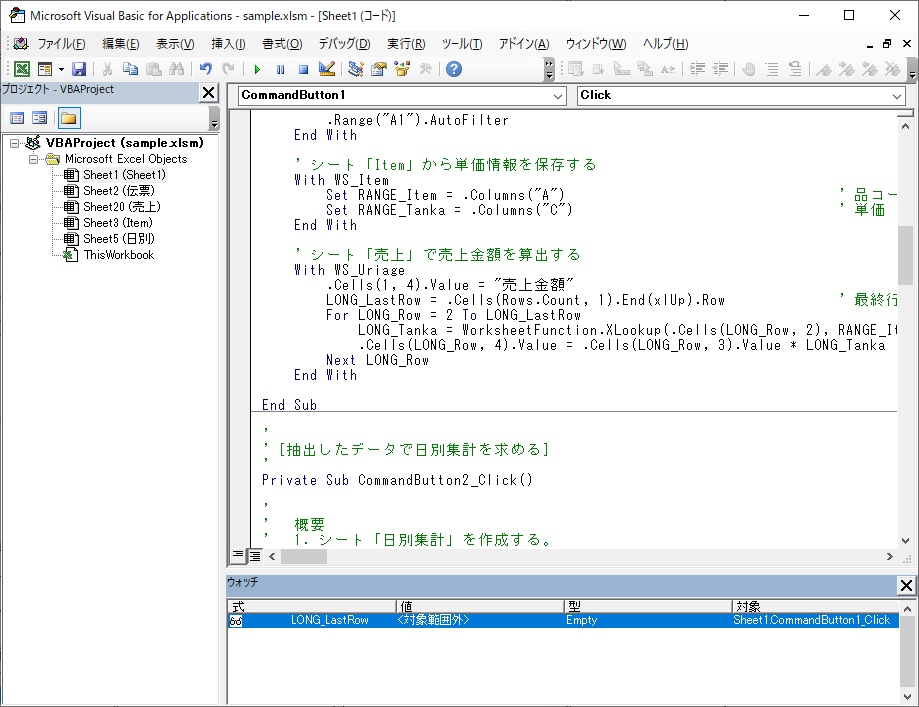 Microsoft Visual Basic for Applications - sample.xlsm - [Sheet1 (コード)]
ファイル(F) 編集(E) 表示(V) 挿入(I) 書式(O) デバッグ(D) 実行(R) ツール(T) アドイン(A) ウィンドウ(W) ヘルプ(H)
プロジェクト - VBAProject
VBAProject (sample.xlsm)
Microsoft Excel Objects
Sheet1 (Sheet1)
Sheet2 (伝票)
Sheet20 (売上)
Sheet3 (Item)
Sheet5 (日別)
ThisWorkbook
CommandButton1 Click
.Range("A1").AutoFilter
End With
' シート「Item」から単価情報を保存する
With WS_Item
Set RANGE_Item = .Columns("A") ' 品コー
Set RANGE_Tanka = .Columns("C") ' 単価
End With
' シート「売上」で売上金額を算出する
With WS_Uriage
.Cells(1, 4).Value = "売上金額"
LONG_LastRow = .Cells(Rows.Count, 1).End(xlUp).Row ' 最終行
For LONG_Row = 2 To LONG_LastRow
LONG_Tanka = WorksheetFunction.XLookup(.Cells(LONG_Row, 2), RANGE_It
.Cells(LONG_Row, 4).Value = .Cells(LONG_Row, 3).Value * LONG_Tanka
Next LONG_Row
End With
End Sub
'
' [抽出したデータで日別集計を求める]
'
Private Sub CommandButton2_Click()
'
' 概要
' 1. シート「日別集計」を作成する。
ウォッチ
式 値 型 対象
LONG_LastRow <対象範囲外> Empty Sheet1.CommandButton1_Click